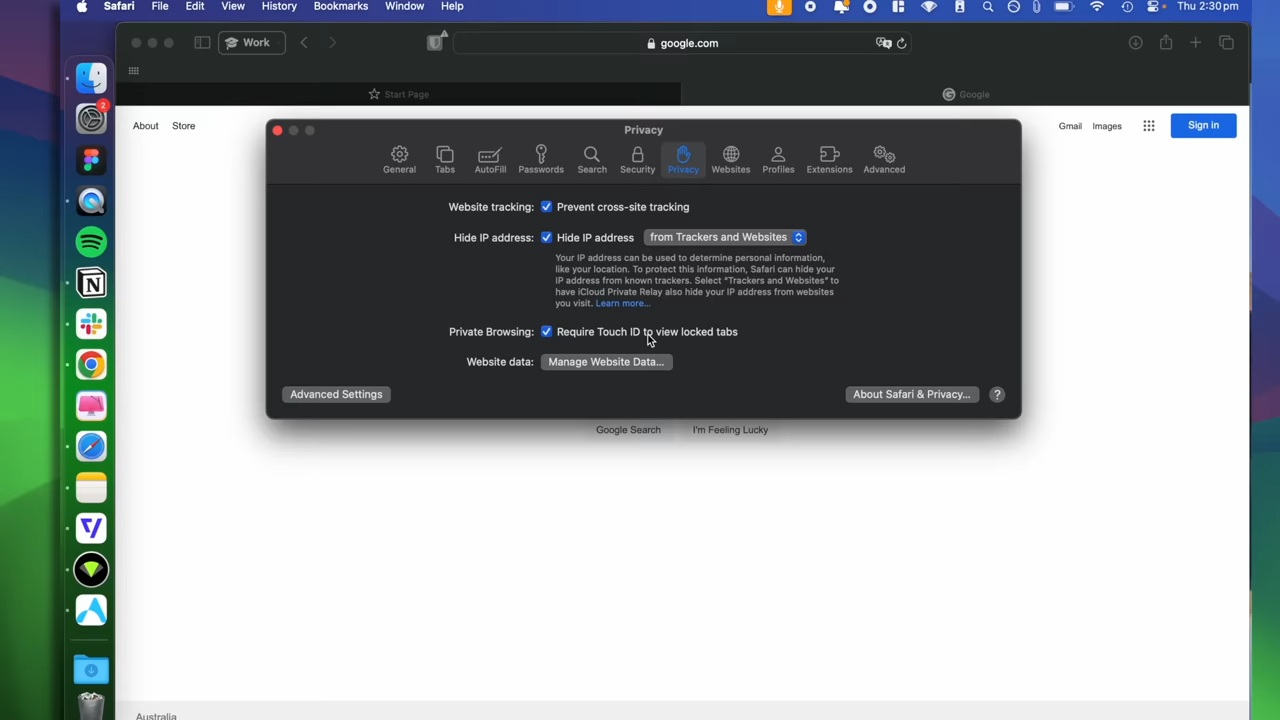 Safari File Edit View History Bookmarks Window Help
Thu 2:30 pm
Work
google.com
Start Page
Google
About Store
Gmail Images
Sign in
Privacy
General Tabs AutoFill Passwords Search Security Privacy Websites Profiles Extensions Advanced
Website tracking: Prevent cross-site tracking
Hide IP address: Hide IP address from Trackers and Websites
Your IP address can be used to determine personal information,
like your location. To protect this information, Safari can hide your
IP address from known trackers. Select "Trackers and Websites" to
have iCloud Private Relay also hide your IP address from websites
you visit. Learn more...
Private Browsing: Require Touch ID to view locked tabs
Website data: Manage Website Data...
Advanced Settings
About Safari & Privacy... ?
Google Search I'm Feeling Lucky
2
Australia